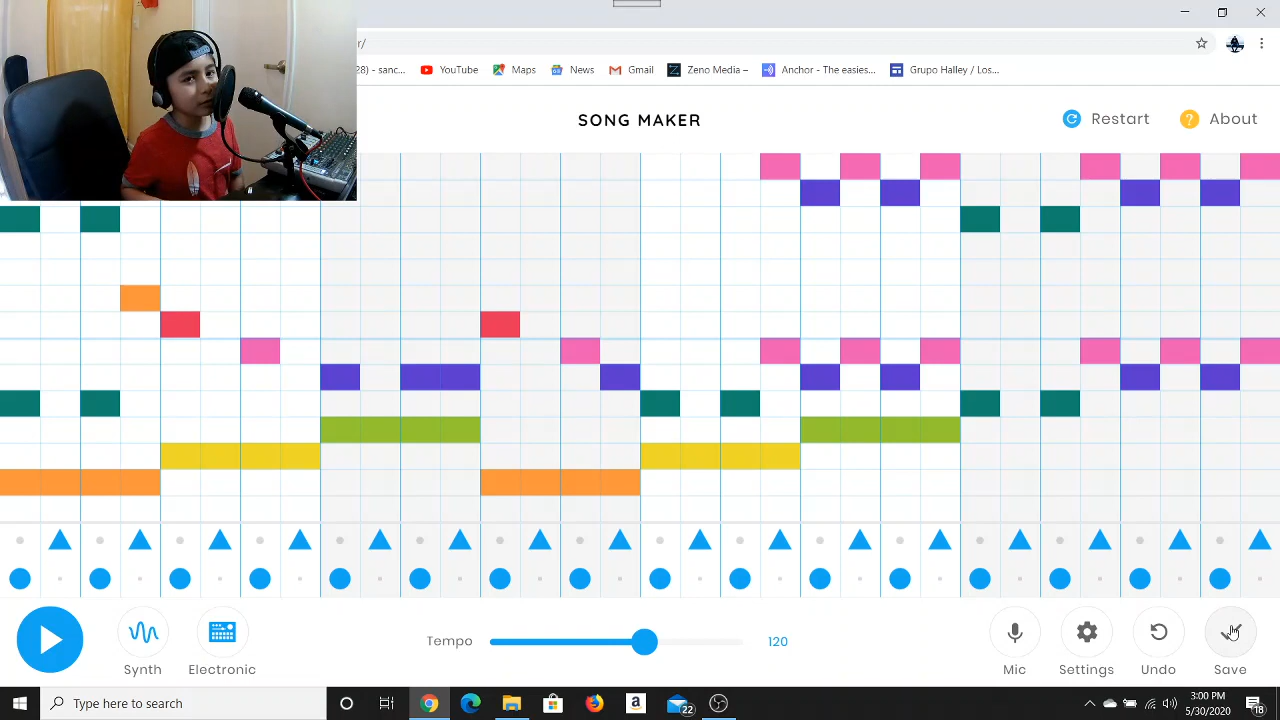 r/
28) - sanc...
YouTube
Maps
News
Gmail
Zeno Media –
Anchor - The easies...
Grupo Halley / Los...
SONG MAKER
Restart
? About
Tempo
120
Synth
Electronic
Mic
Settings
Undo
Save
Type here to search
a
22
3:00 PM
5/30/2020
18